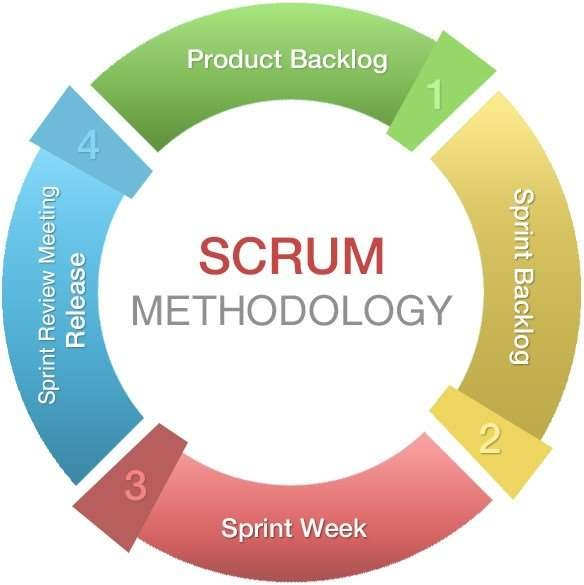 Product Backlog
1
Sprint Backlog
2
Sprint Week
3
Sprint Review Meeting
Release
4
SCRUM
METHODOLOGY